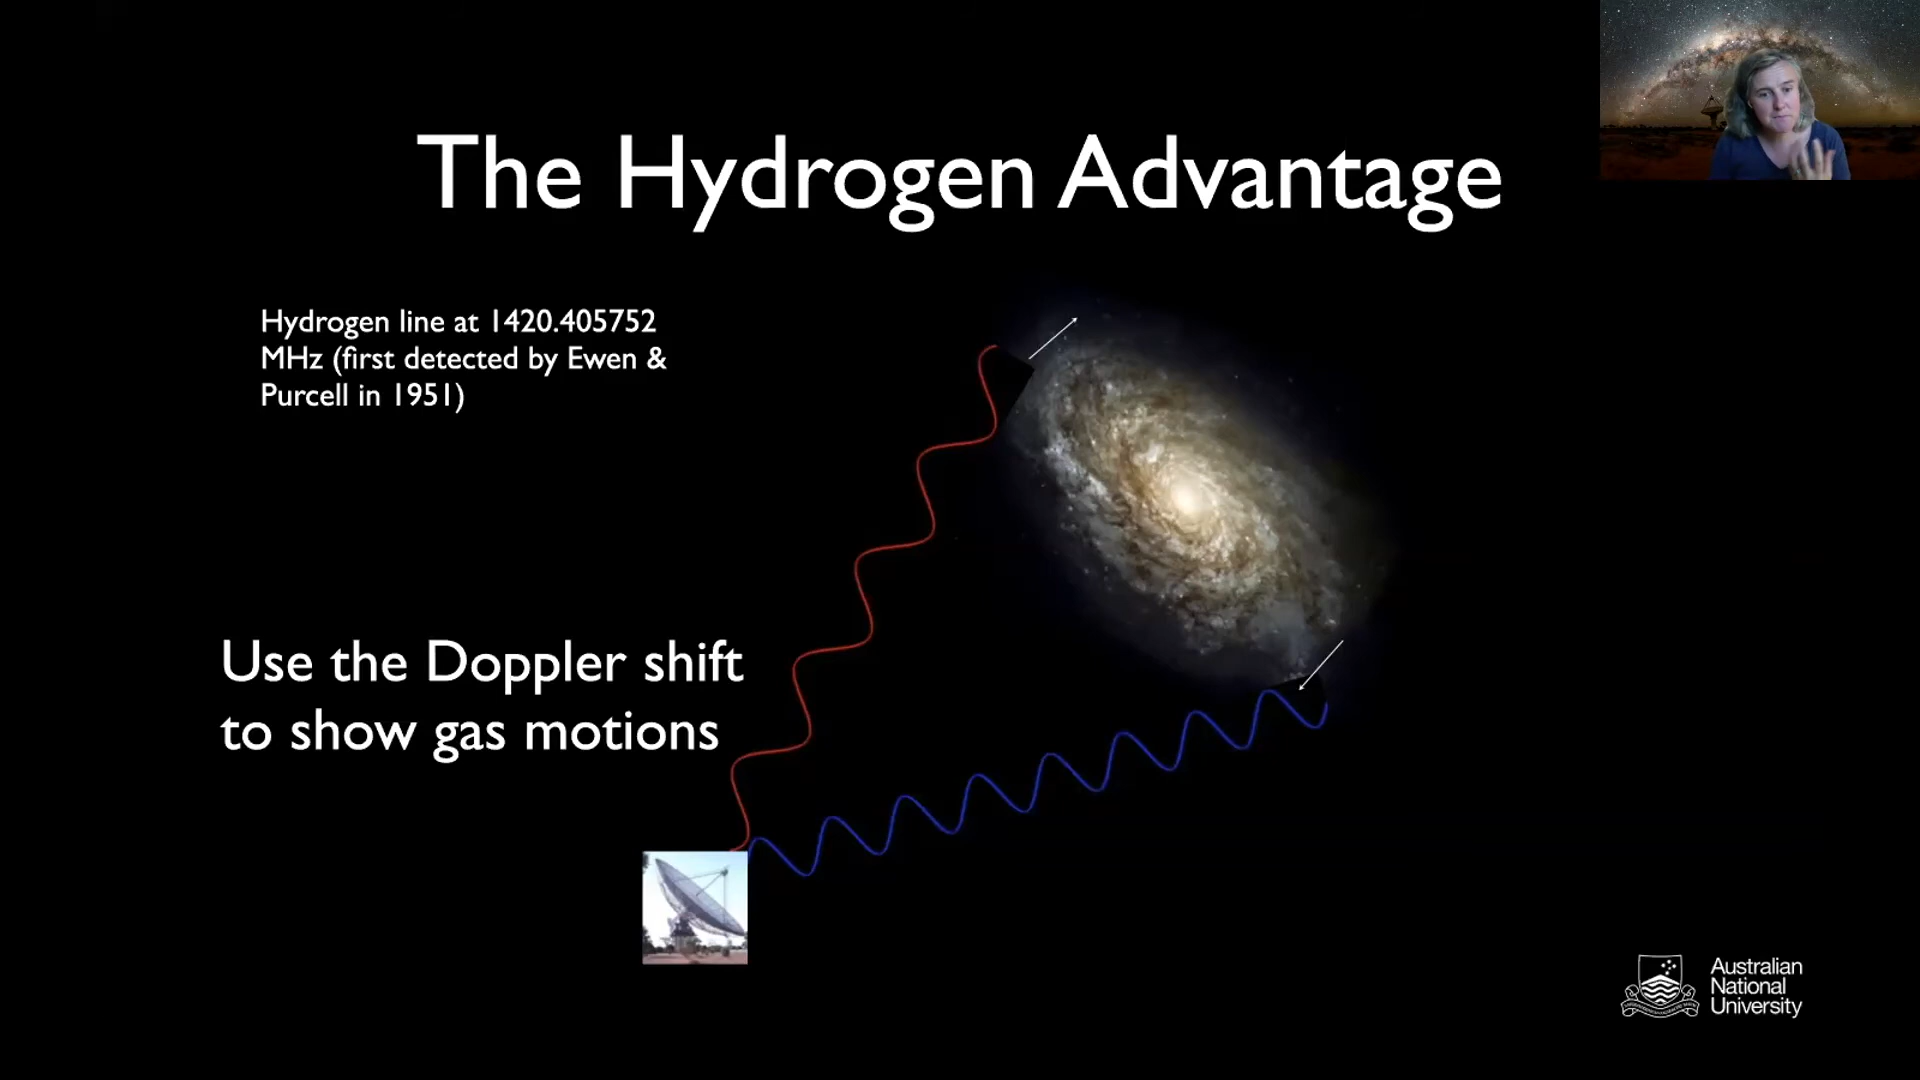 The Hydrogen Advantage
Hydrogen line at 1420.405752
MHz (first detected by Ewen &
Purcell in 1951)
Use the Doppler shift
to show gas motions
Australian
National
University